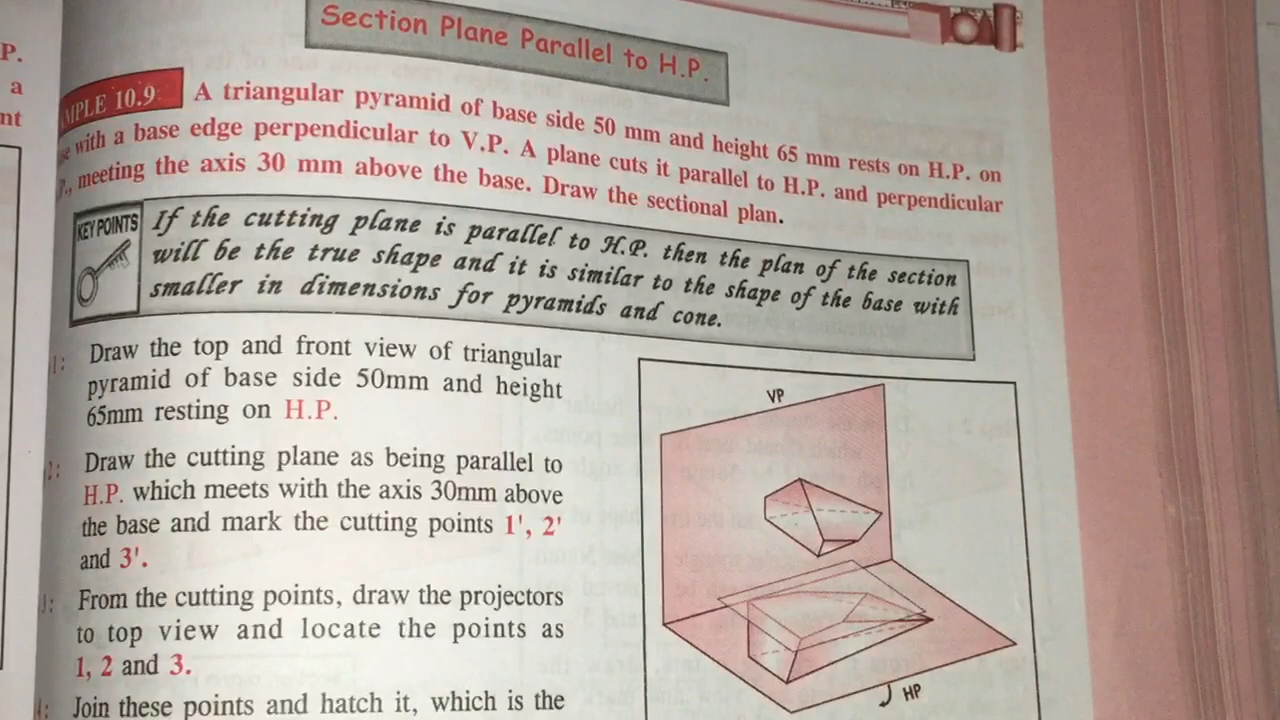 P.
a
nt
Section Plane Parallel to H.P.
MPLE 10.9 A triangular pyramid of base side 50 mm and height 65 mm rests on H.P. on
se with a base edge perpendicular to V.P. A plane cuts it parallel to H.P. and perpendicular
P., meeting the axis 30 mm above the base. Draw the sectional plan.
KEY POINTS
If the cutting plane is parallel to H.P. then the plan of the section
will be the true shape and it is similar to the shape of the base with
smaller in dimensions for pyramids and cone.
1: Draw the top and front view of triangular
pyramid of base side 50mm and height
65mm resting on H.P.
2: Draw the cutting plane as being parallel to
H.P. which meets with the axis 30mm above
the base and mark the cutting points 1', 2'
and 3'.
3: From the cutting points, draw the projectors
to top view and locate the points as
1, 2 and 3.
4: Join these points and hatch it, which is the
VP
HP